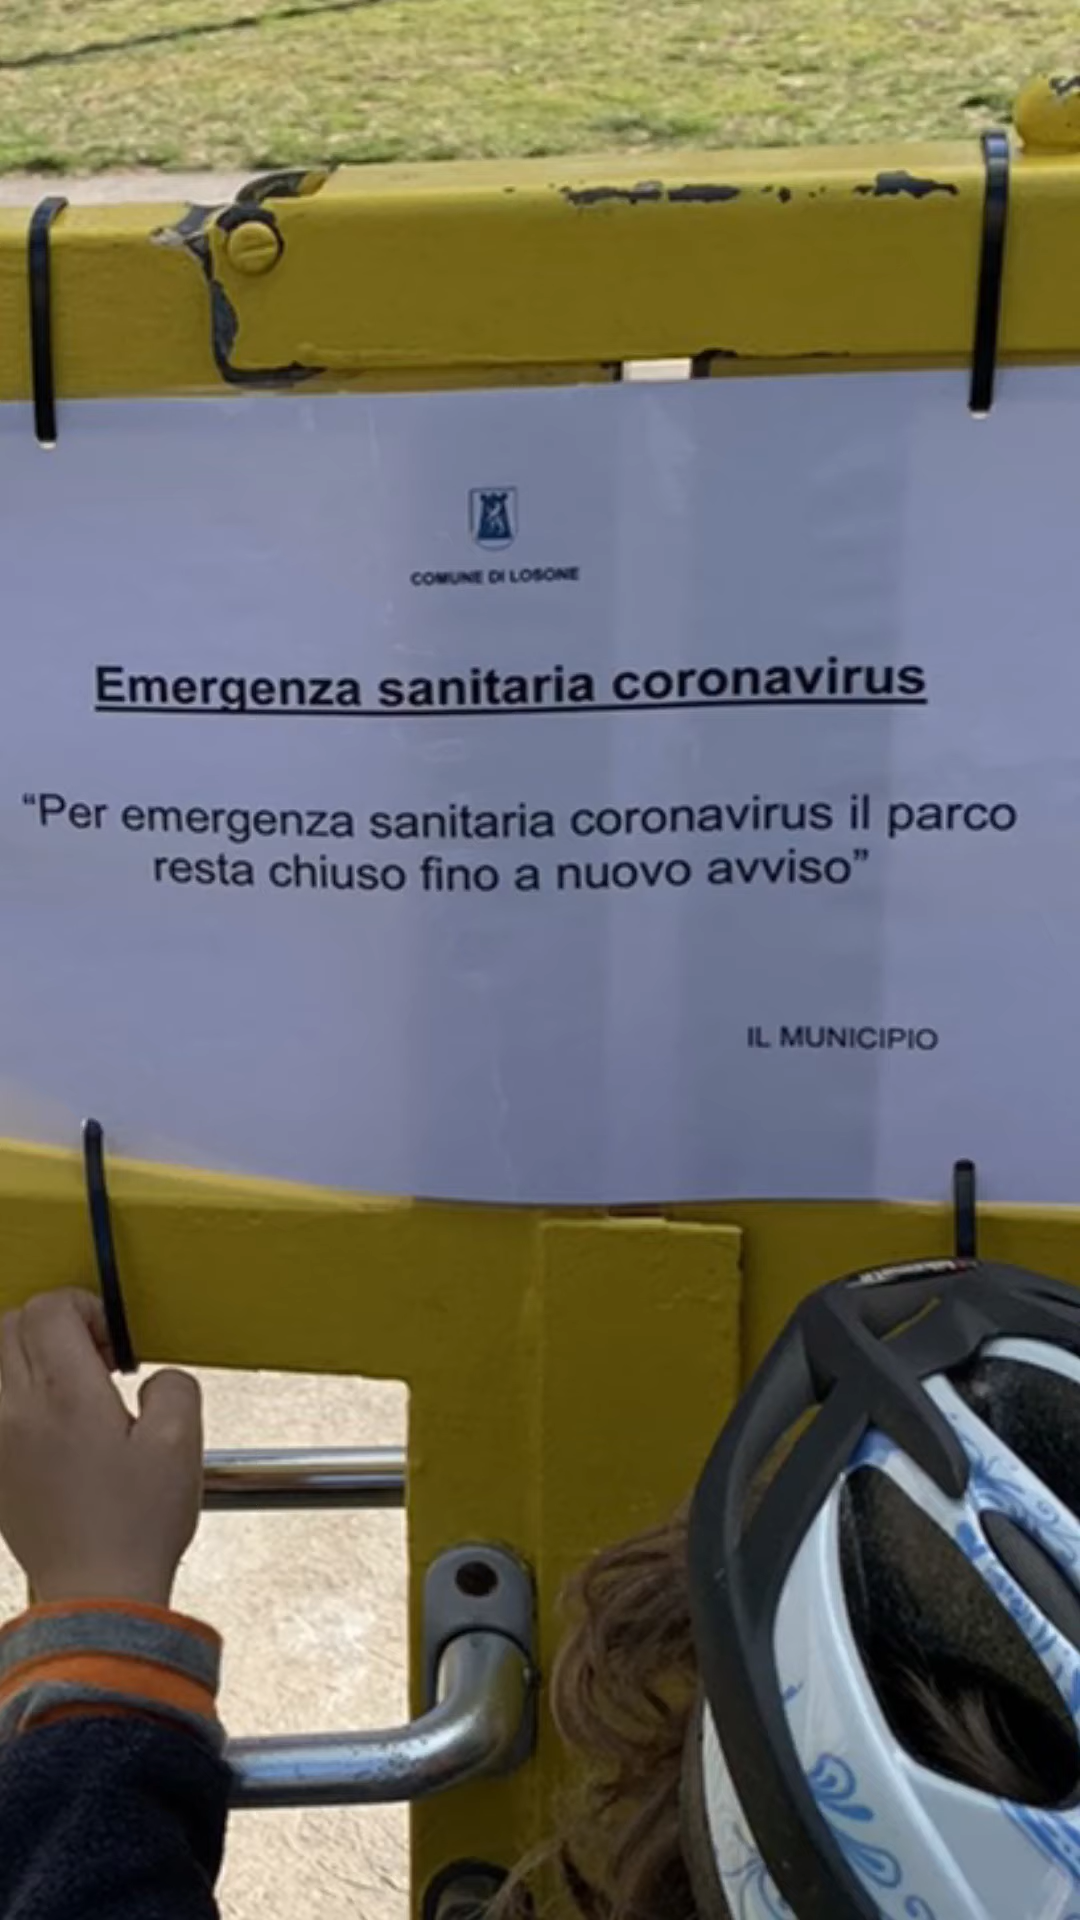 COMUNE DI LOSONE
Emergenza sanitaria coronavirus
“Per emergenza sanitaria coronavirus il parco
resta chiuso fino a nuovo avviso”
IL MUNICIPIO